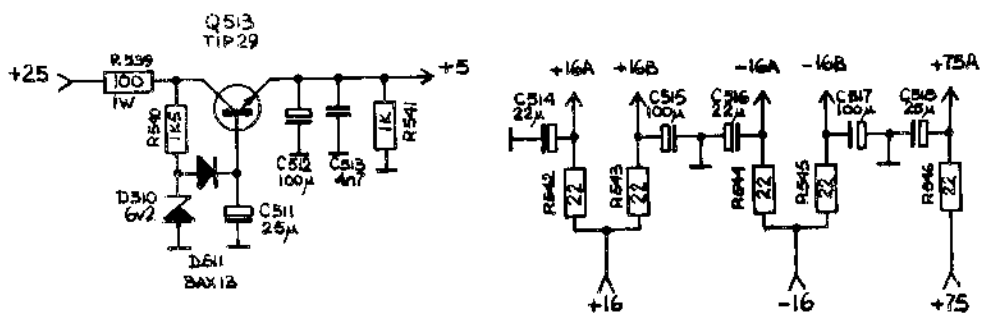 Q513
TIP29
+25
R539
100
1W
+5
R540
1K5
C512
100µ
C513
4n7
1K
R541
D510
6V2
C511
25µ
D511
BAX13
+16A
+16B
-16A
-16B
+75A
C514
22µ
C515
100µ
C516
22µ
C517
100µ
C518
25µ
R542
22
R543
22
R544
22
R545
22
R546
22
+16
-16
+75